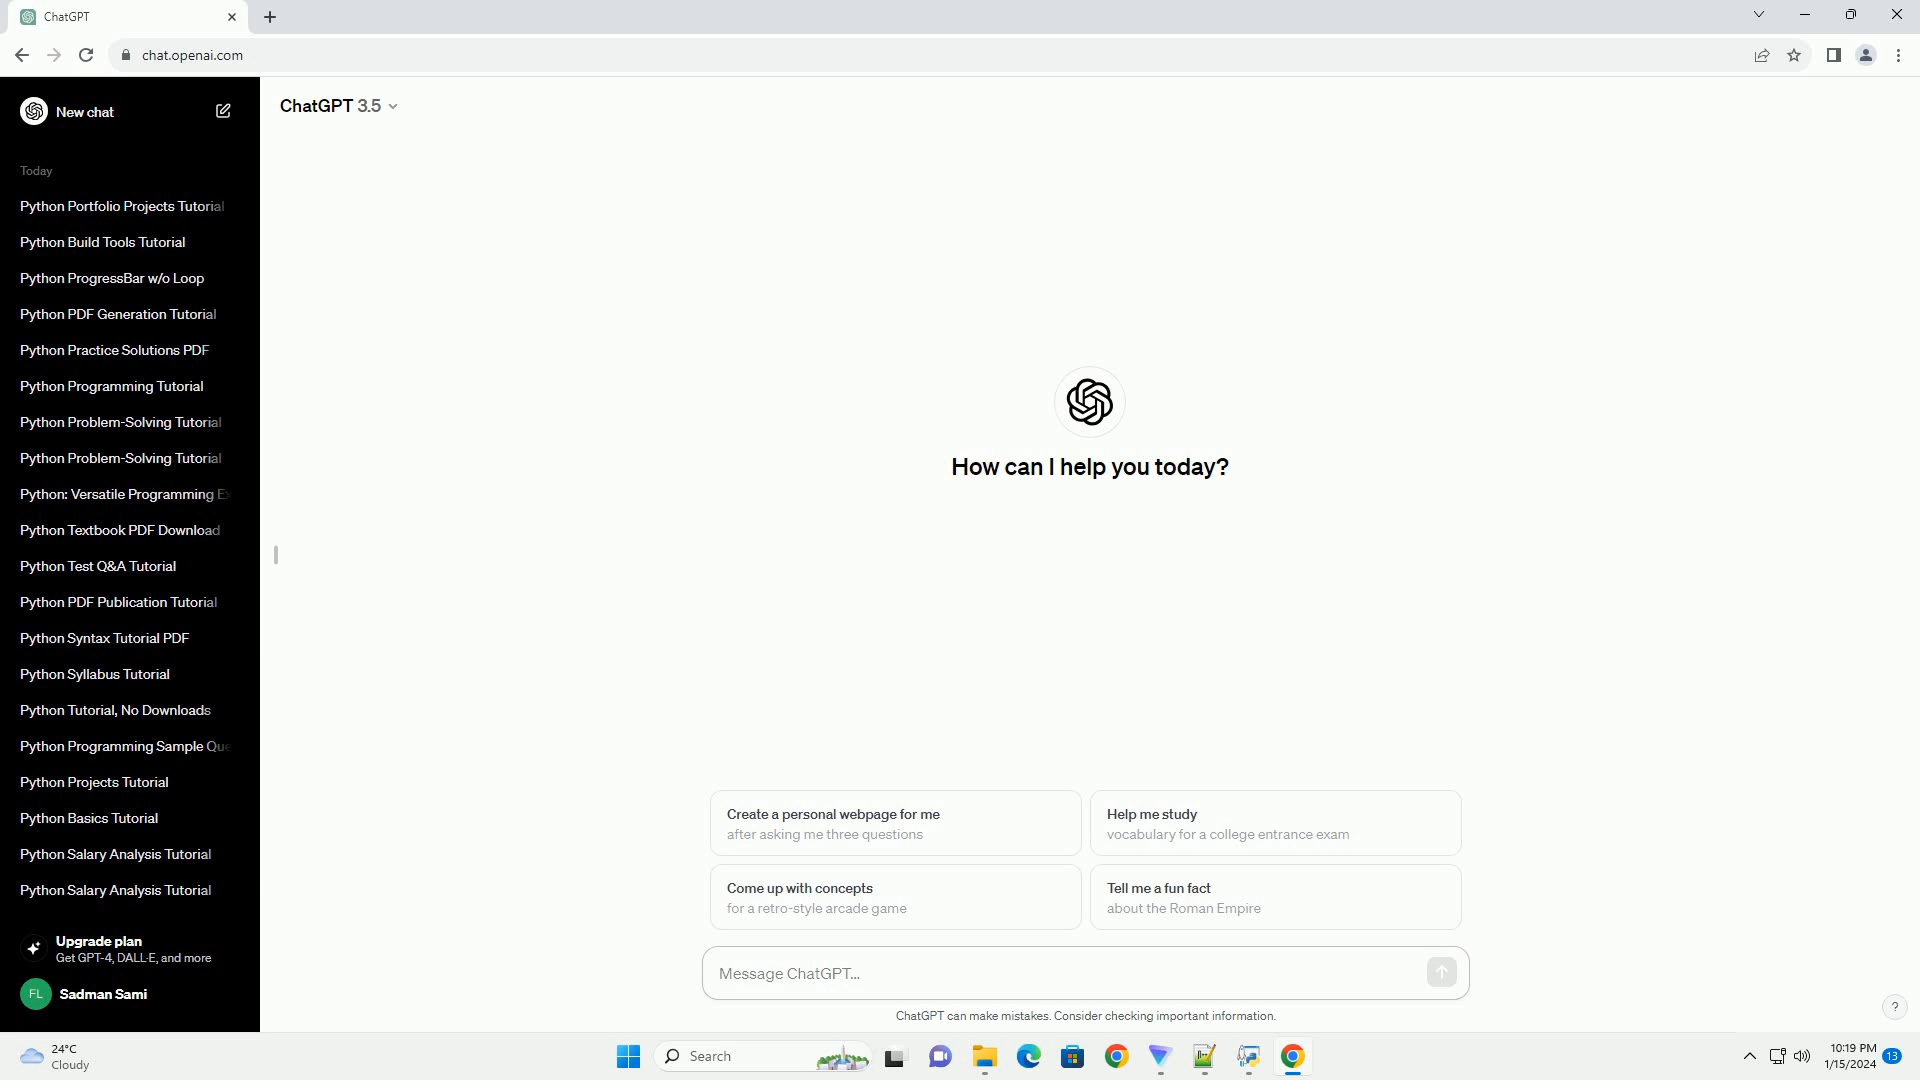 ChatGPT
chat.openai.com
New chat
ChatGPT 3.5
Today
Python Portfolio Projects Tutorial
Python Build Tools Tutorial
Python ProgressBar w/o Loop
Python PDF Generation Tutorial
Python Practice Solutions PDF
Python Programming Tutorial
Python Problem-Solving Tutorial
Python Problem-Solving Tutorial
Python: Versatile Programming Ex
Python Textbook PDF Download
Python Test Q&A Tutorial
Python PDF Publication Tutorial
Python Syntax Tutorial PDF
Python Syllabus Tutorial
Python Tutorial, No Downloads
Python Programming Sample Que
Python Projects Tutorial
Python Basics Tutorial
Python Salary Analysis Tutorial
Python Salary Analysis Tutorial
Upgrade plan
Get GPT-4, DALL·E, and more
FL Sadman Sami
How can I help you today?
Create a personal webpage for me
after asking me three questions
Help me study
vocabulary for a college entrance exam
Come up with concepts
for a retro-style arcade game
Tell me a fun fact
about the Roman Empire
Message ChatGPT...
ChatGPT can make mistakes. Consider checking important information.
?
24°C
Cloudy
Search
10:19 PM
1/15/2024
13